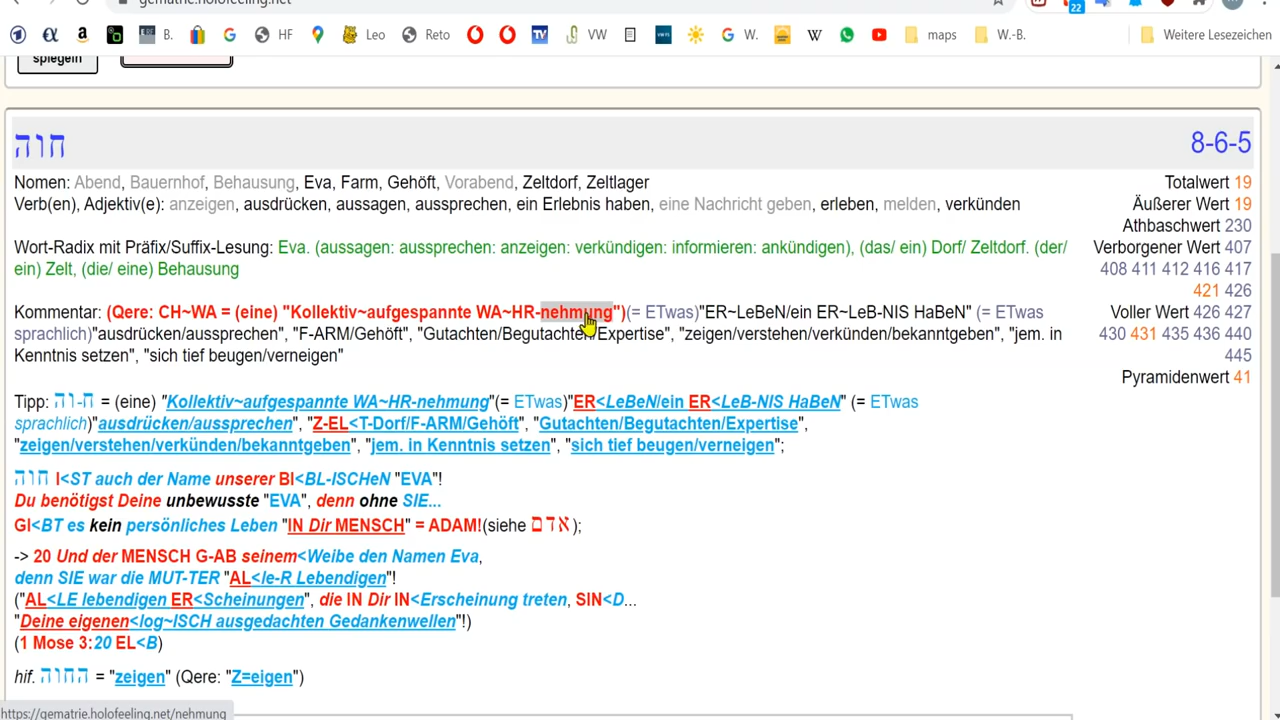 gematrie.holofeeling.net
22
B. HF Leo Reto TV VW W. W maps W.-B. Weitere Lesezeichen
spiegeln
חוה 8-6-5
Nomen: Abend, Bauernhof, Behausung, Eva, Farm, Gehöft, Vorabend, Zeltdorf, Zeltlager
Totalwert 19
Verb(en), Adjektiv(e): anzeigen, ausdrücken, aussagen, aussprechen, ein Erlebnis haben, eine Nachricht geben, erleben, melden, verkünden
Äußerer Wert 19
Athbaschwert 230
Wort-Radix mit Präfix/Suffix-Lesung: Eva. (aussagen: aussprechen: anzeigen: verkündigen: informieren: ankündigen), (das/ ein) Dorf/ Zeltdorf. (der/
Verborgener Wert 407
ein) Zelt, (die/ eine) Behausung
408 411 412 416 417
421 426
Kommentar: (Qere: CH~WA = (eine) "Kollektiv~aufgespannte WA~HR-nehmung")(= ETwas)"ER~LeBeN/ein ER~LeB-NIS HaBeN" (= ETwas
Voller Wert 426 427
sprachlich)"ausdrücken/aussprechen", "F-ARM/Gehöft", "Gutachten/Begutachten/Expertise", "zeigen/verstehen/verkünden/bekanntgeben", "jem. in
430 431 435 436 440
Kenntnis setzen", "sich tief beugen/verneigen"
445
Pyramidenwert 41
Tipp: ח-וה = (eine) "Kollektiv~aufgespannte WA~HR-nehmung"(= ETwas)"ER<LeBeN/ein ER<LeB-NIS HaBeN" (= ETwas
sprachlich)"ausdrücken/aussprechen", "Z-EL<T-Dorf/F-ARM/Gehöft", "Gutachten/Begutachten/Expertise",
"zeigen/verstehen/verkünden/bekanntgeben", "jem. in Kenntnis setzen", "sich tief beugen/verneigen";
חוה I<ST auch der Name unserer BI<BL-ISCHeN "EVA"!
Du benötigst Deine unbewusste "EVA", denn ohne SIE...
GI<BT es kein persönliches Leben "IN Dir MENSCH" = ADAM!(siehe אדם);
-> 20 Und der MENSCH G-AB seinem<Weibe den Namen Eva,
denn SIE war die MUT-TER "AL<le-R Lebendigen"!
("AL<LE lebendigen ER<Scheinungen", die IN Dir IN<Erscheinung treten, SIN<D...
"Deine eigenen<log~ISCH ausgedachten Gedankenwellen"!)
(1 Mose 3:20 EL<B)
hif. החוה = "zeigen" (Qere: "Z=eigen")
https://gematrie.holofeeling.net/nehmung